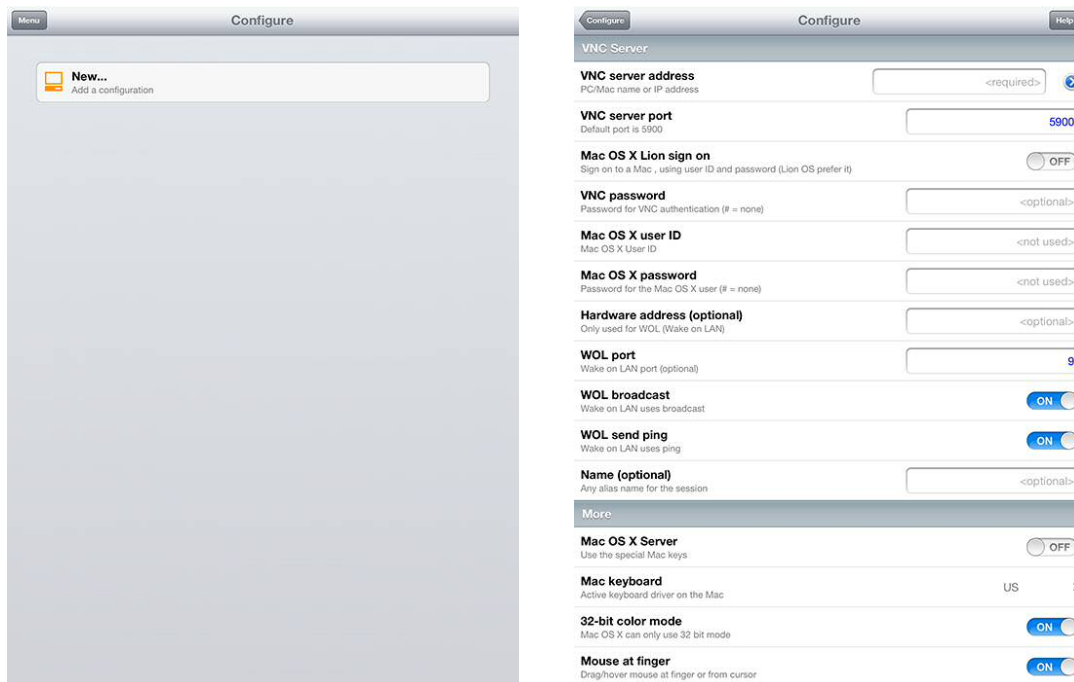 Menu
Configure
New...
Add a configuration
Configure
Configure
Help
VNC Server
VNC server address
PC/Mac name or IP address
<required>
VNC server port
Default port is 5900
5900
Mac OS X Lion sign on
Sign on to a Mac , using user ID and password (Lion OS prefer it)
OFF
VNC password
Password for VNC authentication (# = none)
<optional>
Mac OS X user ID
Mac OS X User ID
<not used>
Mac OS X password
Password for the Mac OS X user (# = none)
<not used>
Hardware address (optional)
Only used for WOL (Wake on LAN)
<optional>
WOL port
Wake on LAN port (optional)
9
WOL broadcast
Wake on LAN uses broadcast
ON
WOL send ping
Wake on LAN uses ping
ON
Name (optional)
Any alias name for the session
<optional>
More
Mac OS X Server
Use the special Mac keys
OFF
Mac keyboard
Active keyboard driver on the Mac
US
32-bit color mode
Mac OS X can only use 32 bit mode
ON
Mouse at finger
Drag/hover mouse at finger or from cursor
ON